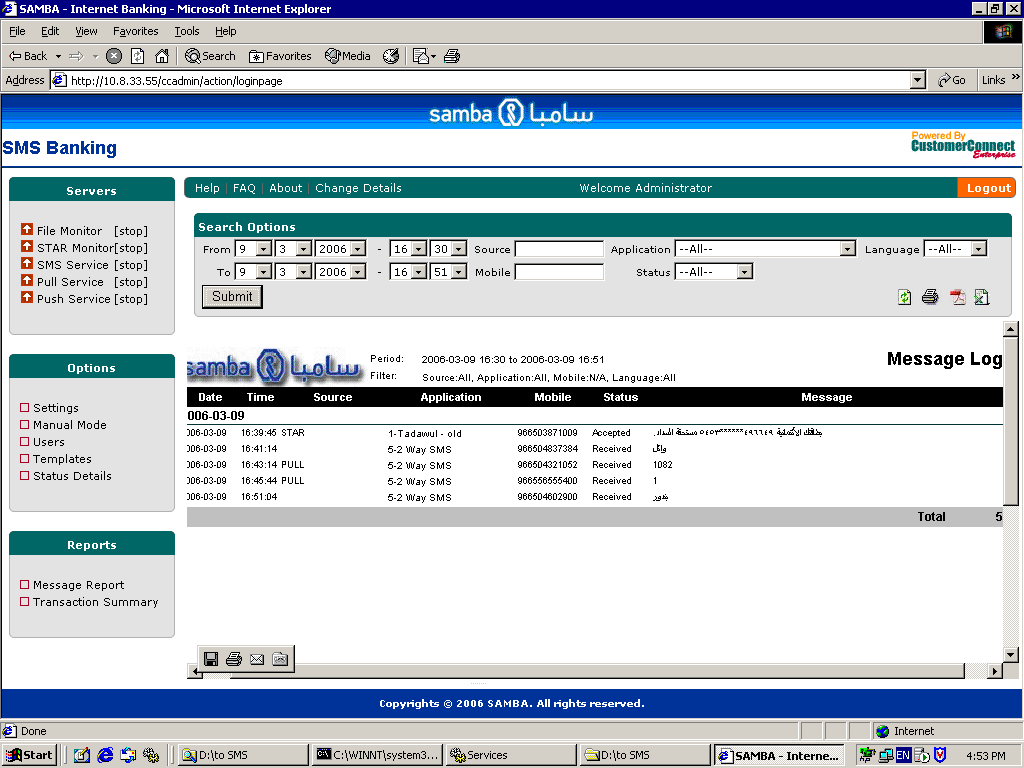 SAMBA - Internet Banking - Microsoft Internet Explorer
File Edit View Favorites Tools Help
Back Search Favorites Media
Address http://10.8.33.55/ccadmin/action/loginpage Go Links »
samba سامبا
SMS Banking
Powered By
CustomerConnect
Enterprise
Servers
File Monitor [stop]
STAR Monitor[stop]
SMS Service [stop]
Pull Service [stop]
Push Service [stop]
Options
Settings
Manual Mode
Users
Templates
Status Details
Reports
Message Report
Transaction Summary
Help | FAQ | About | Change Details Welcome Administrator Logout
Search Options
From 9 3 2006 - 16 30 Source Application --All-- Language --All--
To 9 3 2006 - 16 51 Mobile Status --All--
Submit
samba سامبا
Period: 2006-03-09 16:30 to 2006-03-09 16:51
Filter: Source:All, Application:All, Mobile:N/A, Language:All
Message Log
Date Time Source Application Mobile Status Message
006-03-09
006-03-09 16:39:45 STAR 1-Tadawul - old 966503871009 Accepted
006-03-09 16:41:14 5-2 Way SMS 966504837384 Received وائل
006-03-09 16:43:14 PULL 5-2 Way SMS 966504321052 Received 1082
006-03-09 16:45:44 PULL 5-2 Way SMS 966556555400 Received 1
006-03-09 16:51:04 5-2 Way SMS 966504602900 Received بندور
Total 5
Copyrights © 2006 SAMBA. All rights reserved.
Done Internet
Start D:\to SMS C:\WINNT\system3... Services D:\to SMS SAMBA - Interne... EN 4:53 PM